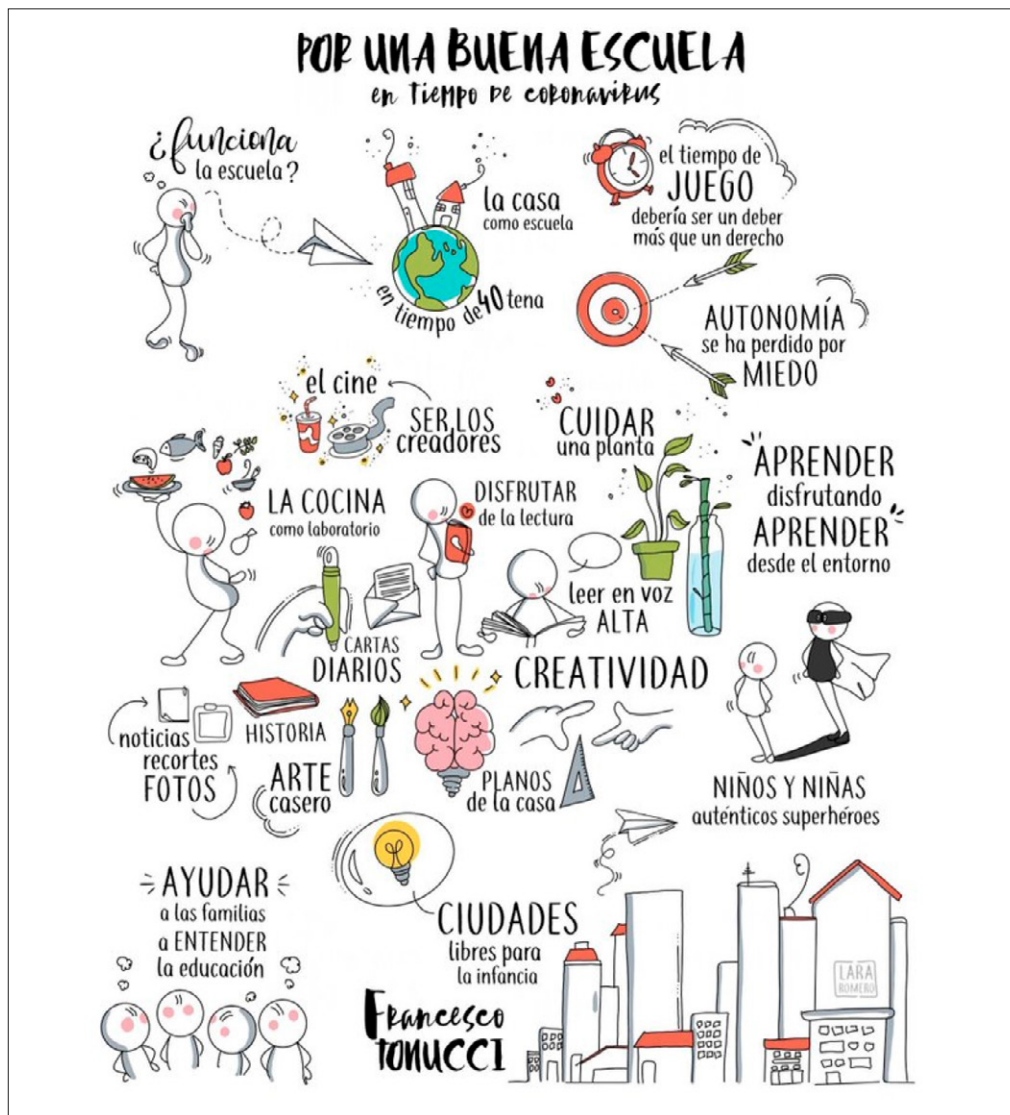 POR UNA BUENA ESCUELA
en TIEMPO DE CORONAVIRUS
¿funciona
la escuela?
la casa
como escuela
en tiempo de 40 tena
el tiempo de
JUEGO
debería ser un deber
más que un derecho
AUTONOMÍA
se ha perdido por
MIEDO
el cine
SER LOS
creadores
CUIDAR
una planta
"APRENDER
disfrutando
APRENDER"
desde el entorno
LA COCINA
como laboratorio
DISFRUTAR
de la lectura
leer en voz
ALTA
CARTAS
DIARIOS
CREATIVIDAD
noticias
recortes
FOTOS
HISTORIA
ARTE
casero
PLANOS
de la casa
NIÑOS Y NIÑAS
auténticos superhéroes
AYUDAR
a las familias
a ENTENDER
la educación
CIUDADES
libres para
la infancia
FRANCESCO
TONUCCI
LARA
ROMERO